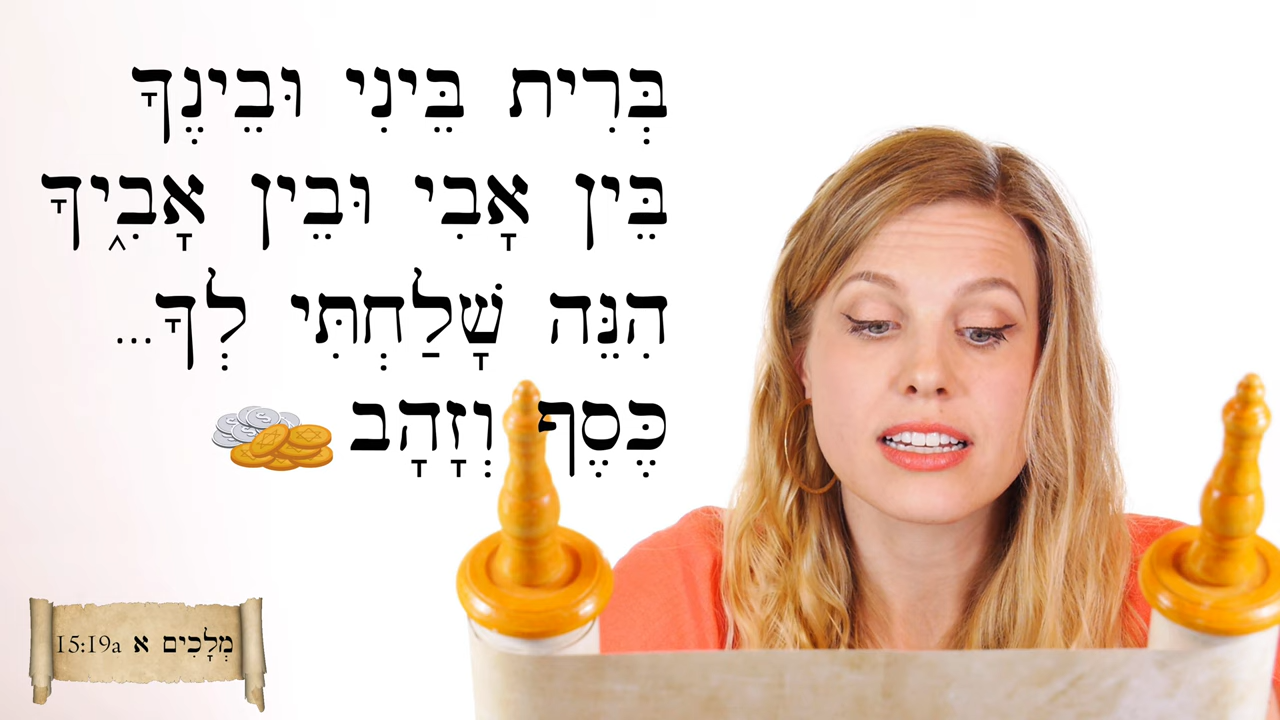 בְּרִית בֵּינִי וּבֵינֶךָ
בֵּין אָבִי וּבֵין אָבִ֑יךָ
הִנֵּה שָׁלַחְתִּי לְךָ...
כֶּסֶף וְזָהָב
מְלָכִים א 15:19a